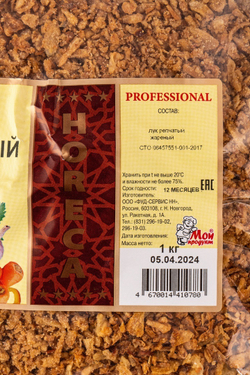 ЫЙ
HORECA
PROFESSIONAL
СОСТАВ:
лук репчатый
жареный
СТО 08457551-001-2017
Хранить при t не выше 20°С
и влажности не более 75%.
Срок годности: 12 МЕСЯЦЕВ
EAC
Изготовитель:
ООО «ФУД-СЕРВИС НН»,
Россия, 603108, г. Н. Новгород,
ул. Ракетная, д. 1А
Тел.: (831) 296-19-02,
296-19-03.
Дата изготовления:
Масса нетто:
Мой
продукт
1 кг
05.04.2024
4 670014 410780